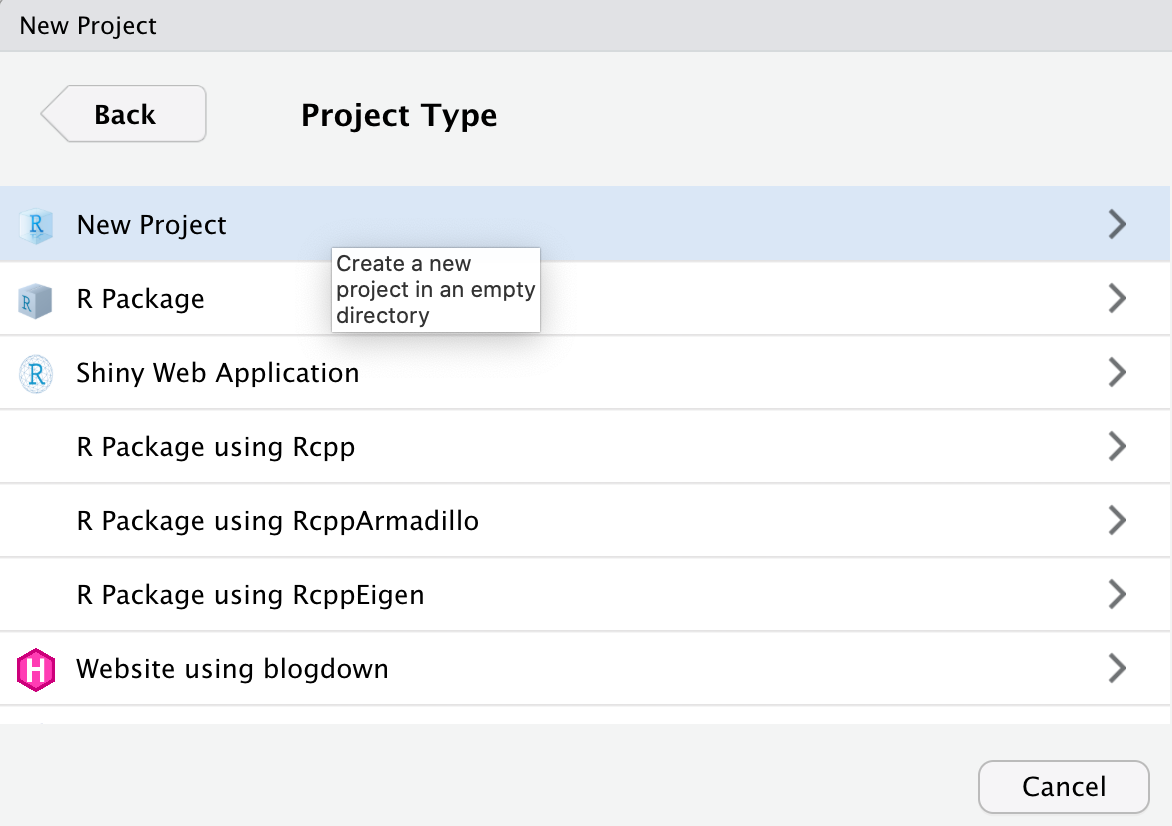 New Project
Back
Project Type
R
New Project
Create a new
project in an empty
directory
R
R Package
R
Shiny Web Application
R Package using Rcpp
R Package using RcppArmadillo
R Package using RcppEigen
H
Website using blogdown
Cancel